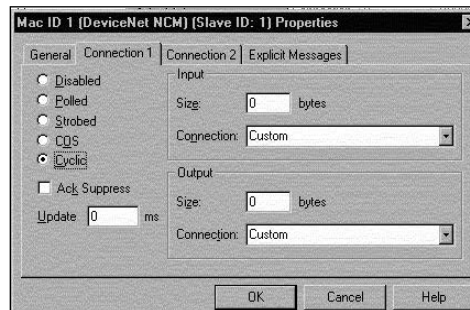 Mac ID 1 (DeviceNet NCM) (Slave ID: 1) Properties
General Connection 1 Connection 2 Explicit Messages
Disabled
Polled
Strobed
COS
Cyclic
Ack Suppress
Update 0 ms
Input
Size: 0 bytes
Connection: Custom
Output
Size: 0 bytes
Connection: Custom
OK Cancel Help